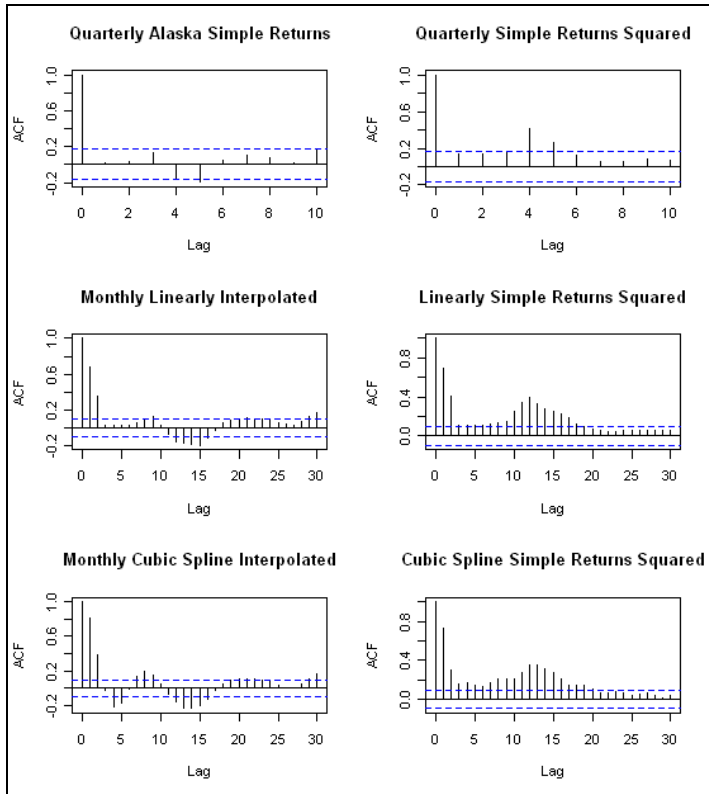 Quarterly Alaska Simple Returns
ACF
1.0
0.6
0.2
-0.2
0 2 4 6 8 10
Lag
Quarterly Simple Returns Squared
ACF
1.0
0.6
0.2
-0.2
0 2 4 6 8 10
Lag
Monthly Linearly Interpolated
ACF
1.0
0.6
0.2
-0.2
0 5 10 15 20 25 30
Lag
Linearly Simple Returns Squared
ACF
0.8
0.4
0.0
0 5 10 15 20 25 30
Lag
Monthly Cubic Spline Interpolated
ACF
1.0
0.6
0.2
-0.2
0 5 10 15 20 25 30
Lag
Cubic Spline Simple Returns Squared
ACF
0.8
0.4
0.0
0 5 10 15 20 25 30
Lag